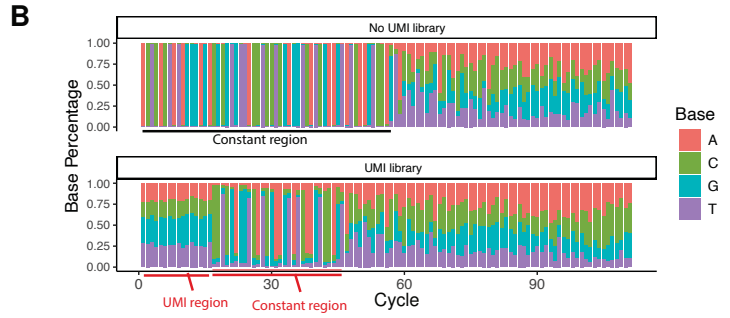 B
No UMI library
1.00
0.75
0.50
0.25
0.00
Constant region
Base Percentage
UMI library
1.00
0.75
0.50
0.25
0.00
0 30 60 90
UMI region
Constant region
Cycle
Base
A
C
G
T